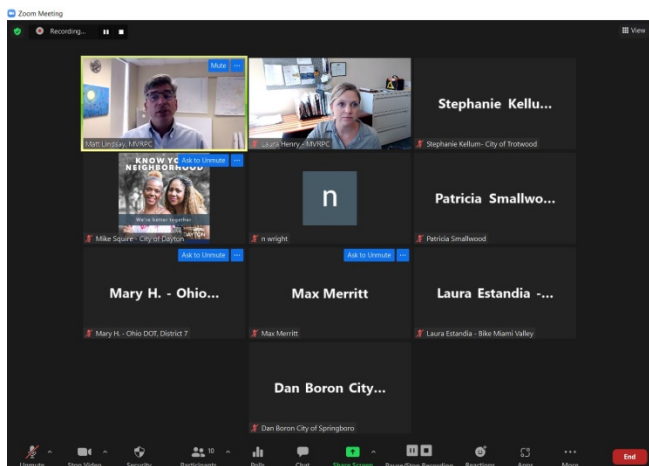 Zoom Meeting
Recording...
View
Mute ...
Matt Lindsay, MVRPC
Laura Henry - MVRPC
Stephanie Kellu...
Stephanie Kellum- City of Trotwood
Ask to Unmute ...
KNOW YO
NEIGHBORHOOD
We're better together
DAYTON
Mike Squire - City of Dayton
n
n wright
Patricia Smallwo...
Patricia Smallwood
Ask to Unmute ...
Mary H. - Ohio...
Mary H. - Ohio DOT, District 7
Ask to Unmute ...
Max Merritt
Max Merritt
Laura Estandia -...
Laura Estandia - Bike Miami Valley
Dan Boron City...
Dan Boron City of Springboro
10
Unmute
Stop Video
Security
Participants
Polls
Chat
Share Screen
Pause/Stop Recording
Reactions
Apps
More
End